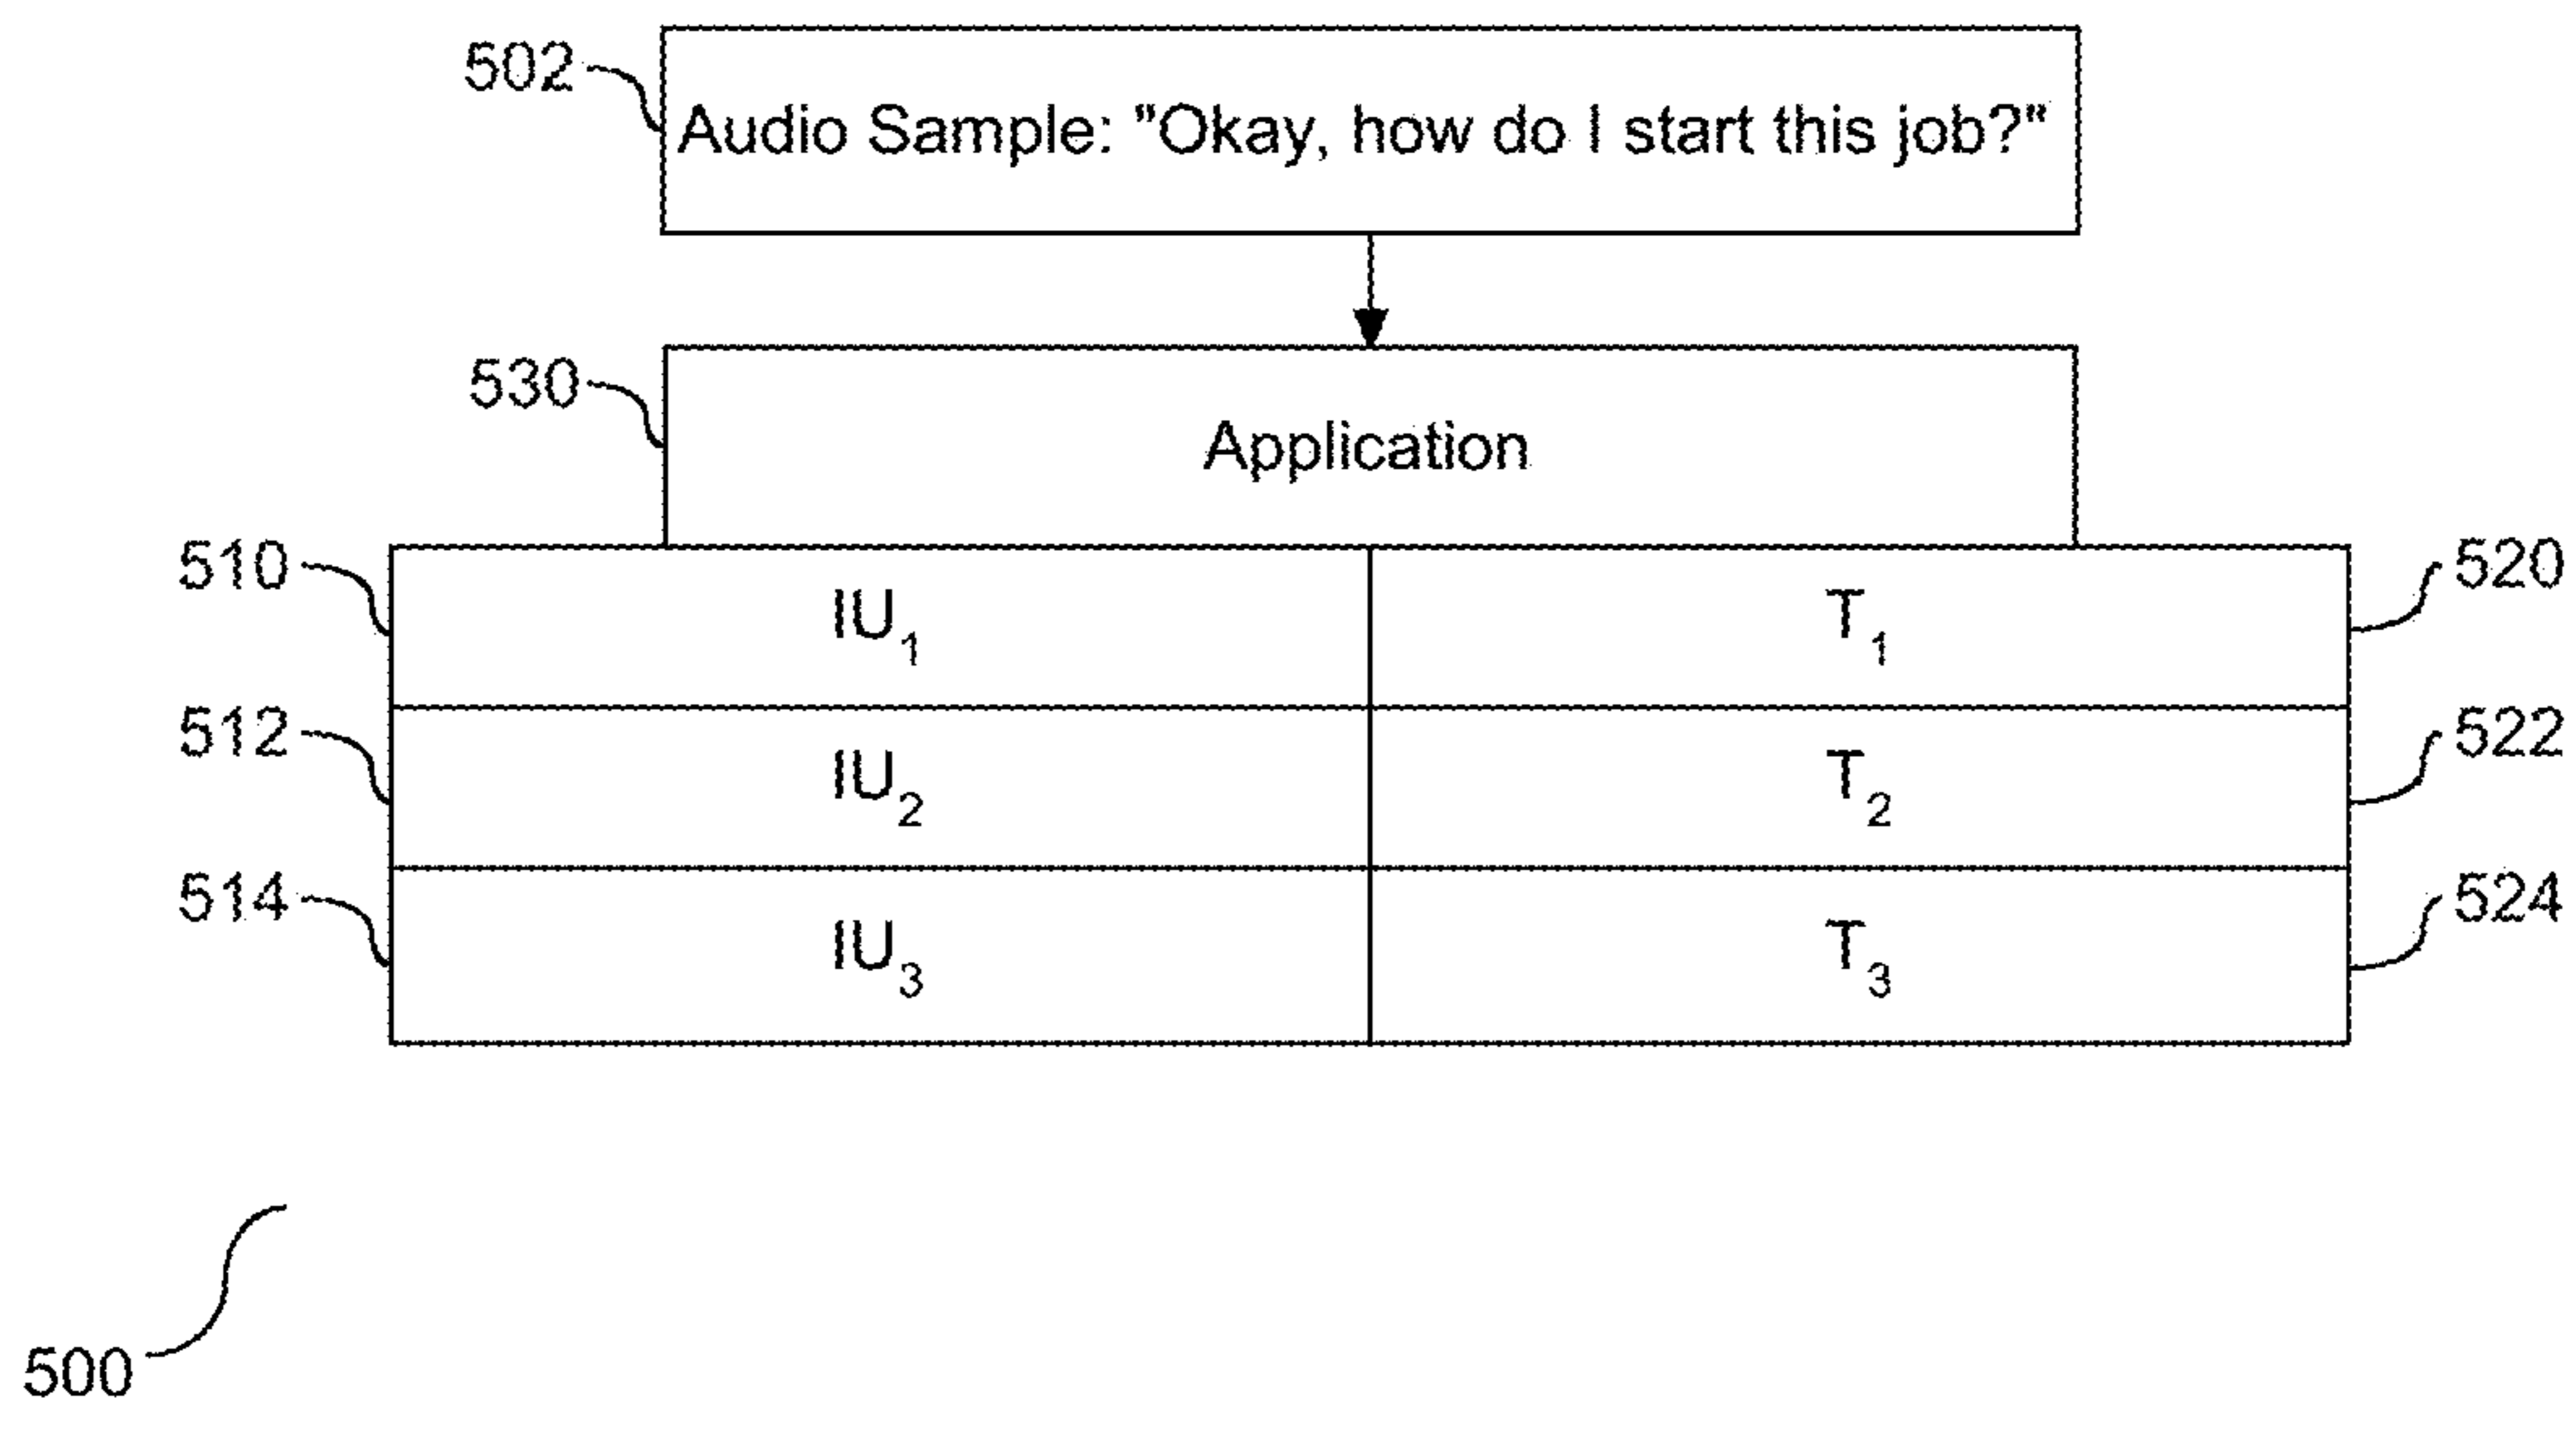 502
Audio Sample: "Okay, how do I start this job?"
530
Application
510 IU₁ T₁ 520
512 IU₂ T₂ 522
514 IU₃ T₃ 524
500